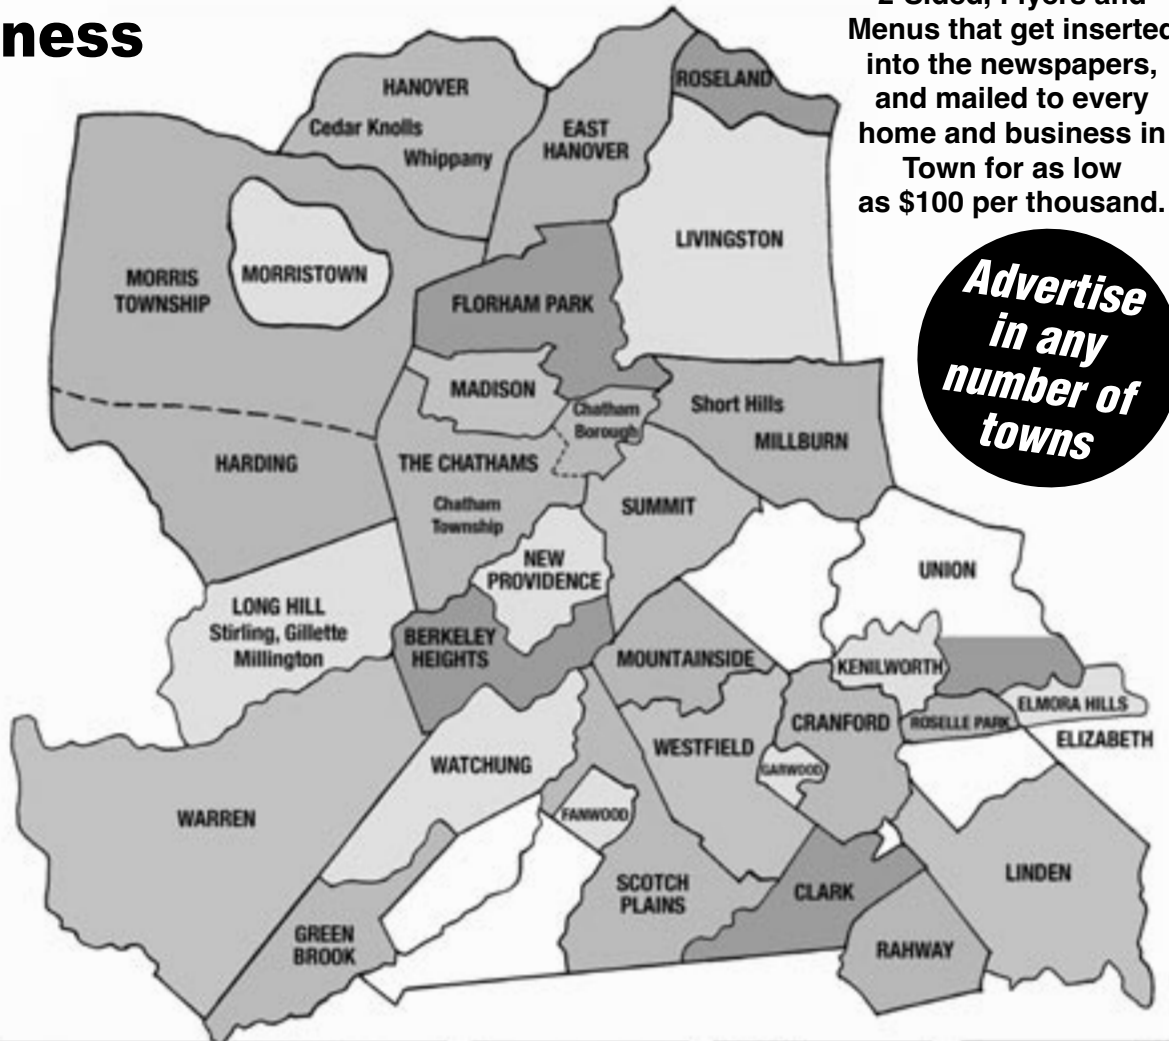 ness
2-Sided, Flyers and
Menus that get inserted
into the newspapers,
and mailed to every
home and business in
Town for as low
as $100 per thousand.
Advertise
in any
number of
towns
HANOVER
Cedar Knolls
Whippany
EAST
HANOVER
ROSELAND
LIVINGSTON
MORRIS
TOWNSHIP
MORRISTOWN
FLORHAM PARK
MADISON
Chatham
Borough
Short Hills
MILLBURN
HARDING
THE CHATHAMS
Chatham
Township
SUMMIT
NEW
PROVIDENCE
UNION
LONG HILL
Stirling, Gillette
Millington
BERKELEY
HEIGHTS
MOUNTAINSIDE
KENILWORTH
ELMORA HILLS
ROSELLE PARK
ELIZABETH
CRANFORD
WESTFIELD
GARWOOD
WATCHUNG
WARREN
FANWOOD
SCOTCH
PLAINS
CLARK
LINDEN
GREEN
BROOK
RAHWAY